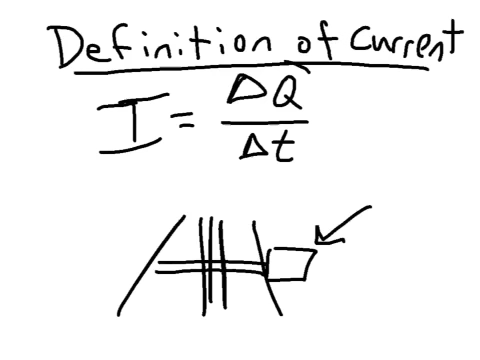 Definition of Current
I = ΔQ/Δt